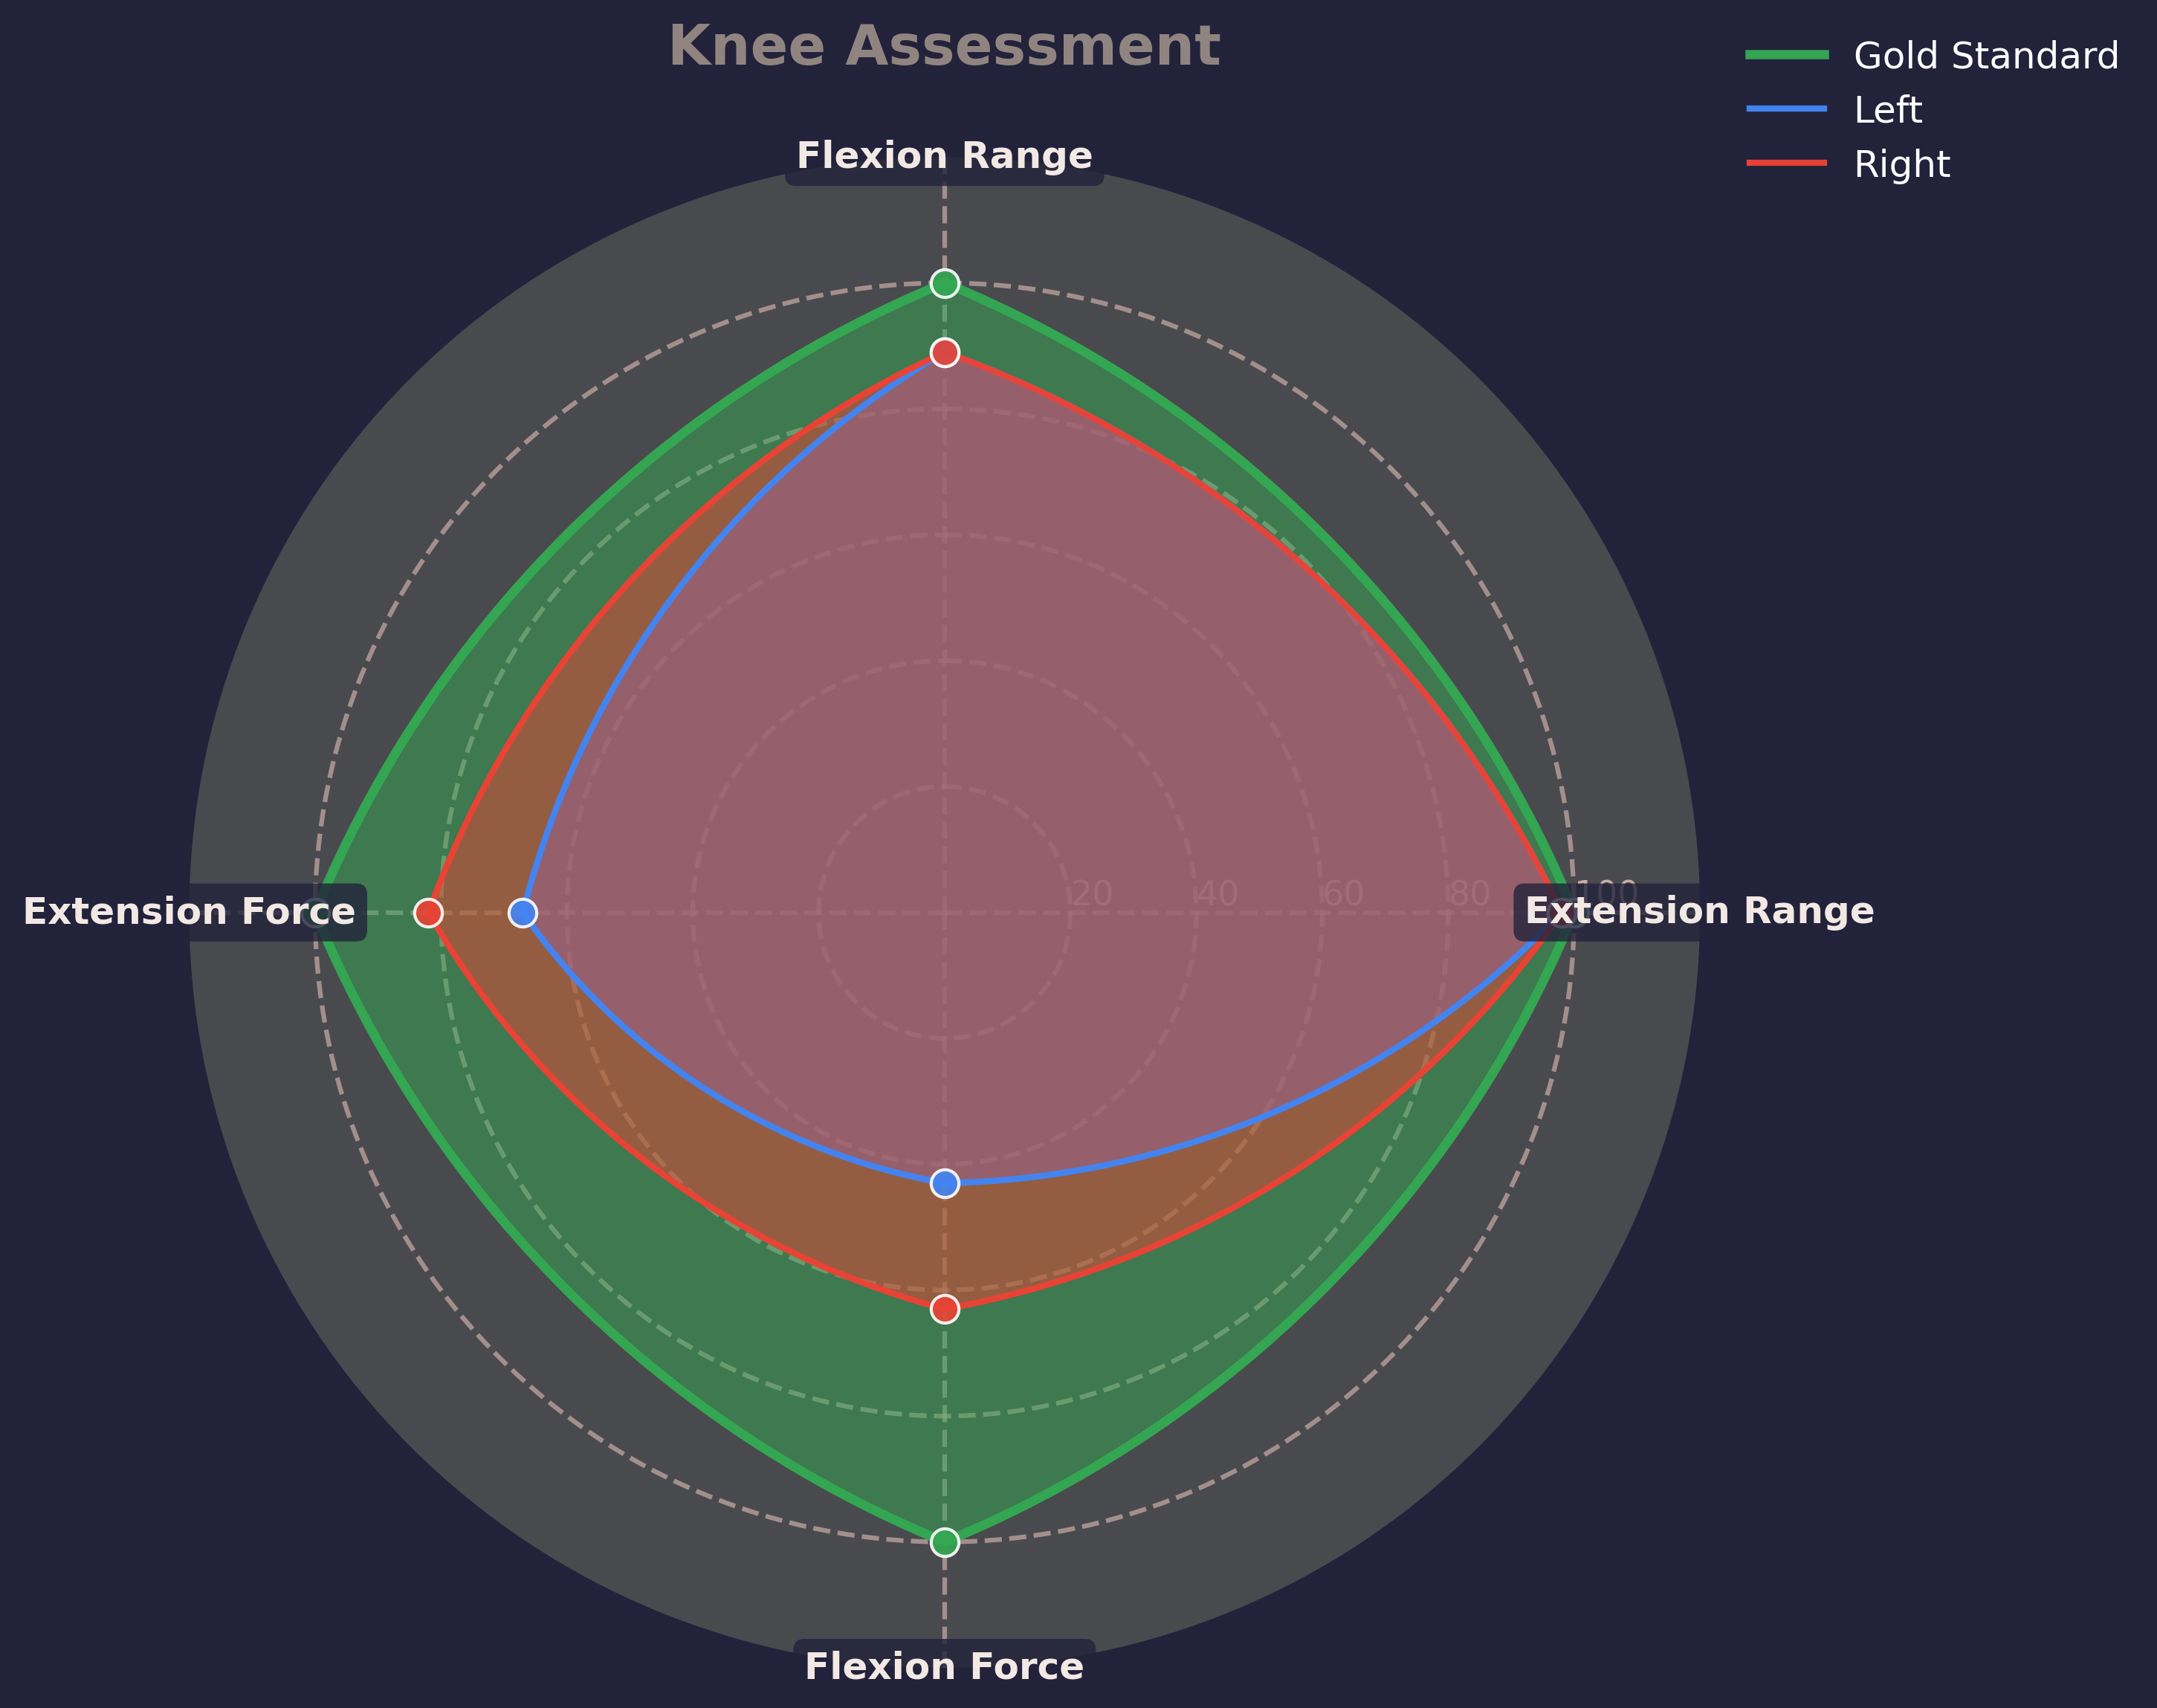 Knee Assessment
Gold Standard
Left
Right
Flexion Range
20
40
60
80
100
Extension Force
Extension Range
Flexion Force